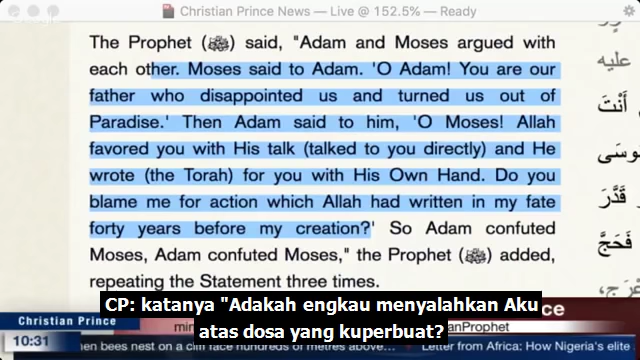 Christian Prince News — Live @ 152.5% — Ready
The Prophet (ﷺ) said, "Adam and Moses argued with
each other. Moses said to Adam. 'O Adam! You are our
father who disappointed us and turned us out of
Paradise.' Then Adam said to him, 'O Moses! Allah
favored you with His talk (talked to you directly) and He
wrote (the Torah) for you with His Own Hand. Do you
blame me for action which Allah had written in my fate
forty years before my creation?' So Adam confuted
Moses, Adam confuted Moses," the Prophet (ﷺ) added,
repeating the Statement three times.
عليه
أَنْتَ
وسَى
قَدَّرَ
فَحَجَّ
CP: katanya "Adakah engkau menyalahkan Aku
atas dosa yang kuperbuat?
Christian Prince
10:31
bees nest on a cliff face hundreds of metres above...
Letter from Africa: How Nigeria's elite